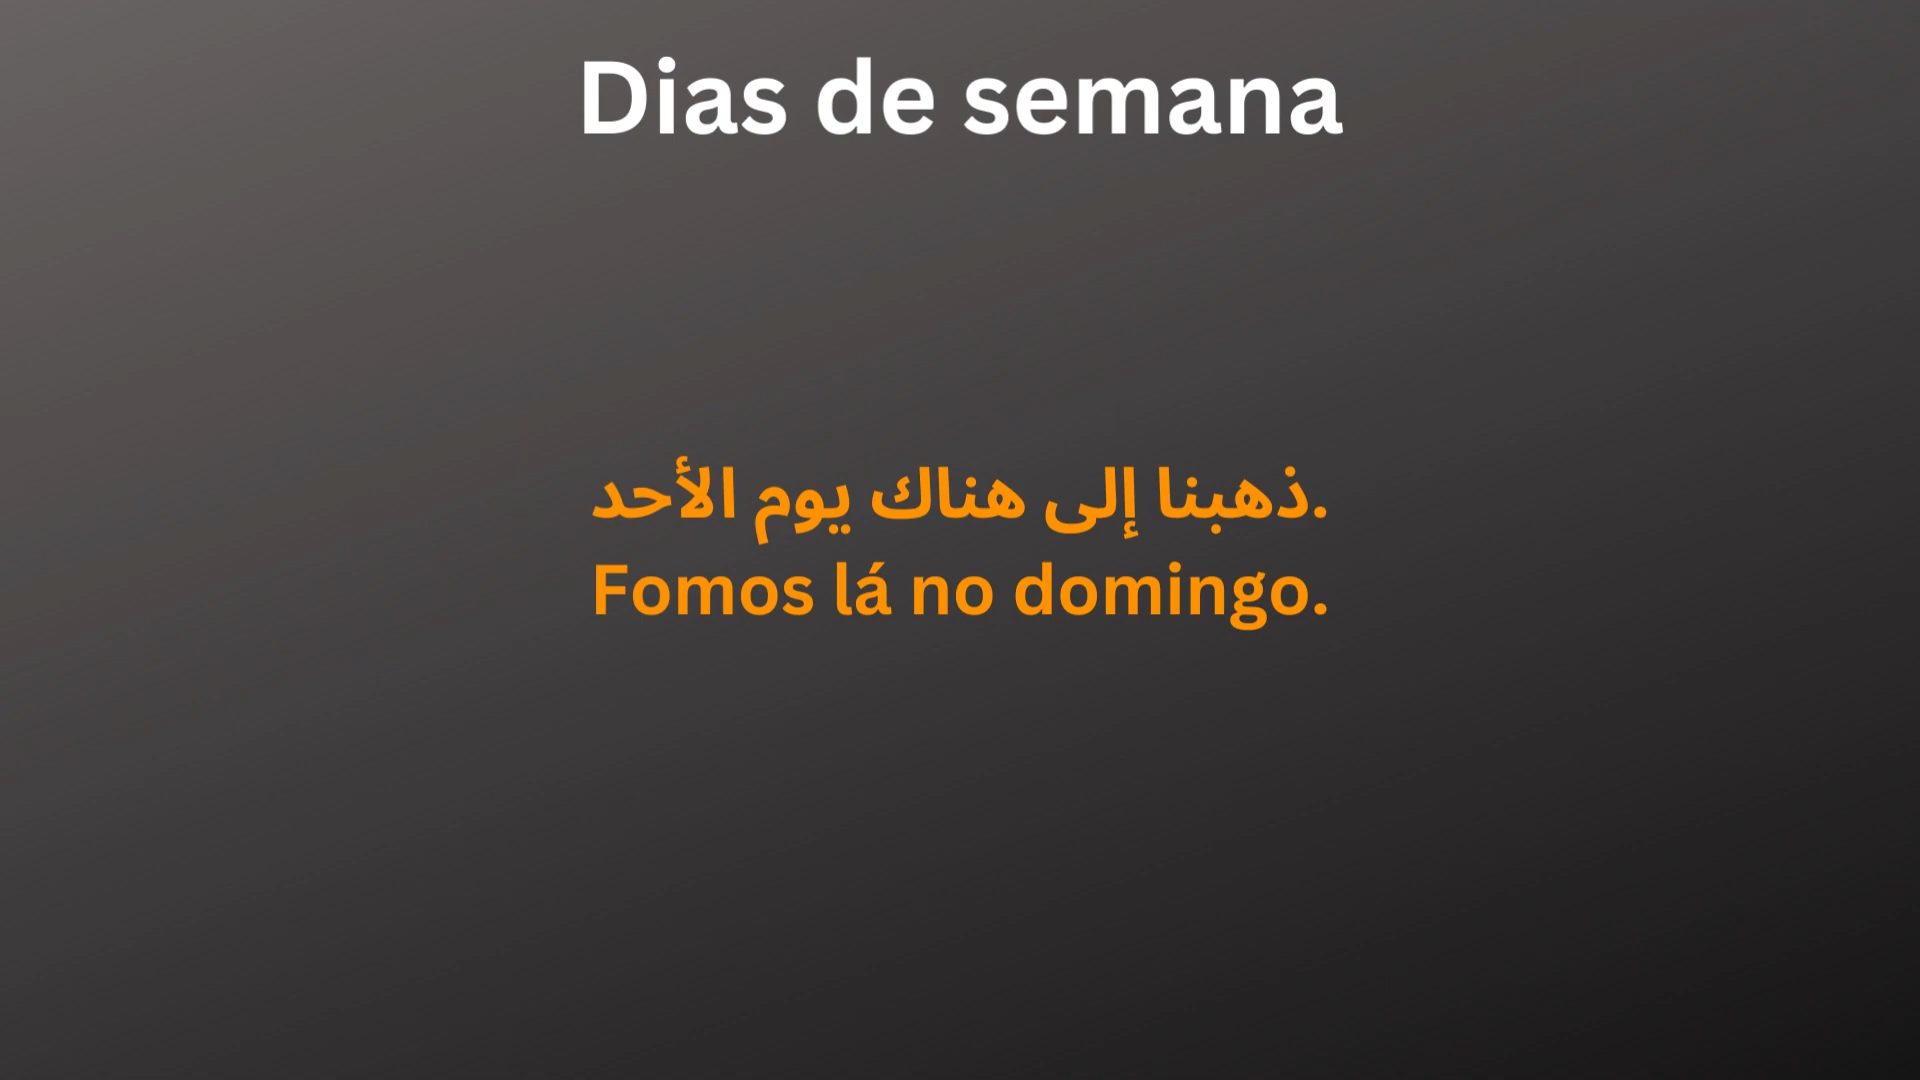 Dias de semana
ذهبنا إلى هناك يوم الأحد.
Fomos lá no domingo.